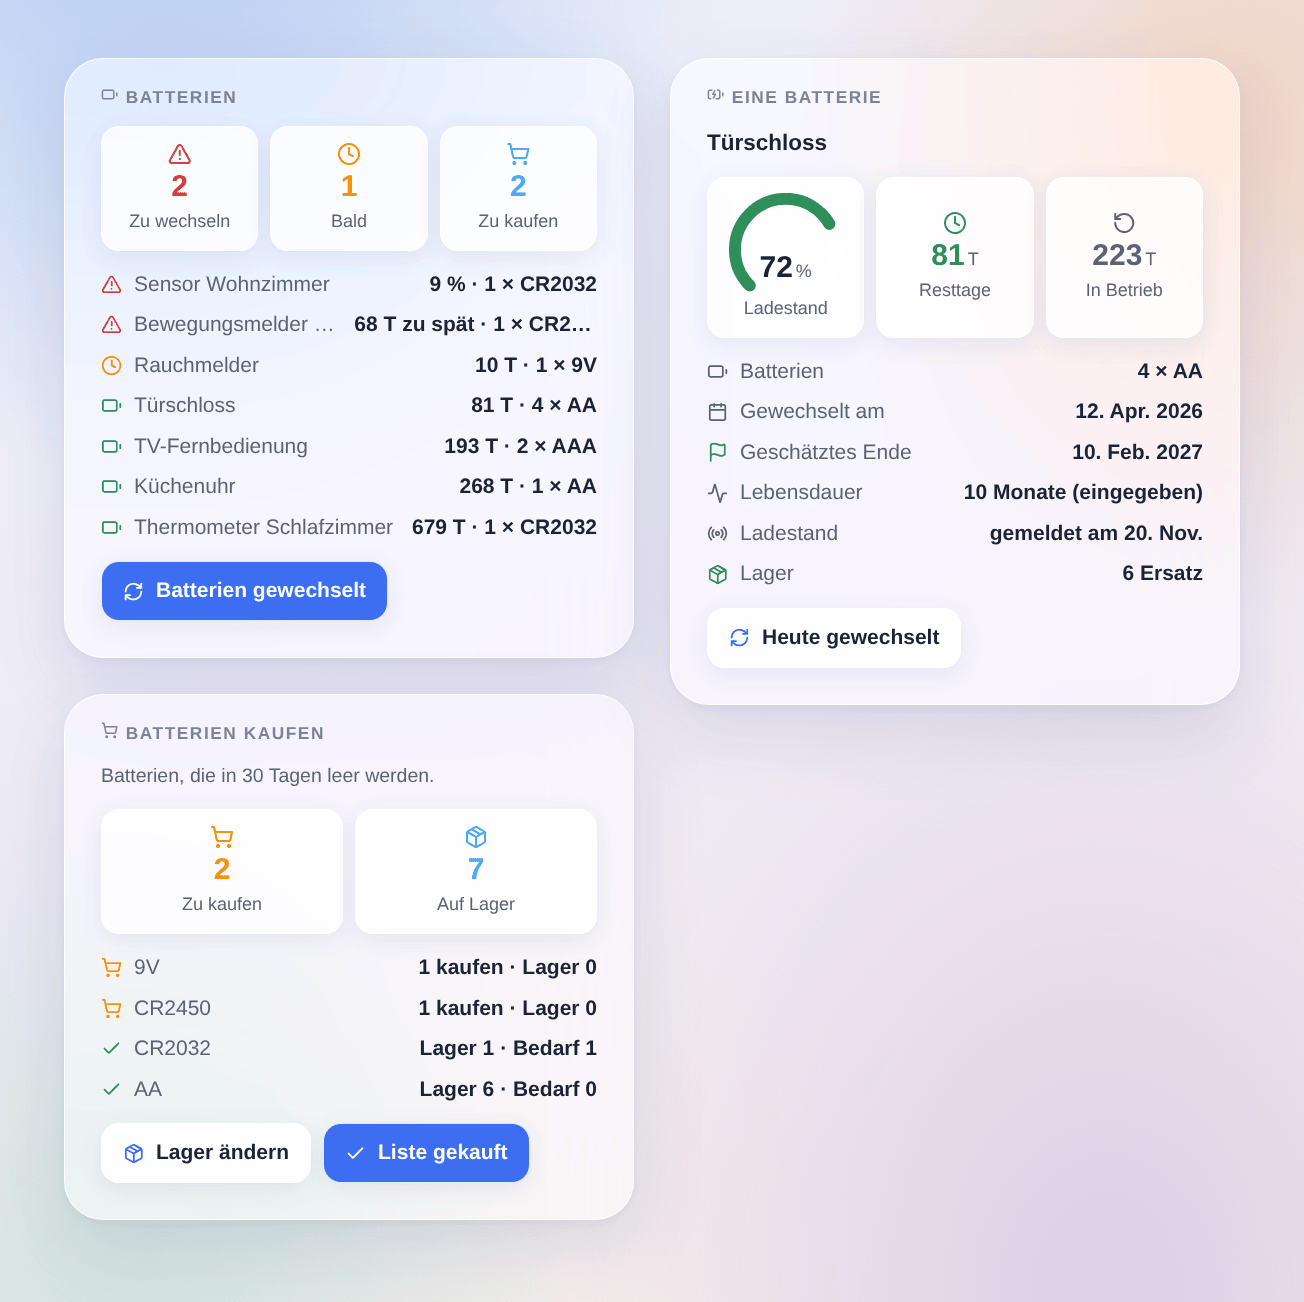 BATTERIEN
2
Zu wechseln
1
Bald
2
Zu kaufen
Sensor Wohnzimmer 9 % · 1 × CR2032
Bewegungsmelder … 68 T zu spät · 1 × CR2…
Rauchmelder 10 T · 1 × 9V
Türschloss 81 T · 4 × AA
TV-Fernbedienung 193 T · 2 × AAA
Küchenuhr 268 T · 1 × AA
Thermometer Schlafzimmer 679 T · 1 × CR2032
Batterien gewechselt
EINE BATTERIE
Türschloss
72 %
Ladestand
81 T
Resttage
223 T
In Betrieb
Batterien 4 × AA
Gewechselt am 12. Apr. 2026
Geschätztes Ende 10. Feb. 2027
Lebensdauer 10 Monate (eingegeben)
Ladestand gemeldet am 20. Nov.
Lager 6 Ersatz
Heute gewechselt
BATTERIEN KAUFEN
Batterien, die in 30 Tagen leer werden.
2
Zu kaufen
7
Auf Lager
9V 1 kaufen · Lager 0
CR2450 1 kaufen · Lager 0
CR2032 Lager 1 · Bedarf 1
AA Lager 6 · Bedarf 0
Lager ändern
Liste gekauft